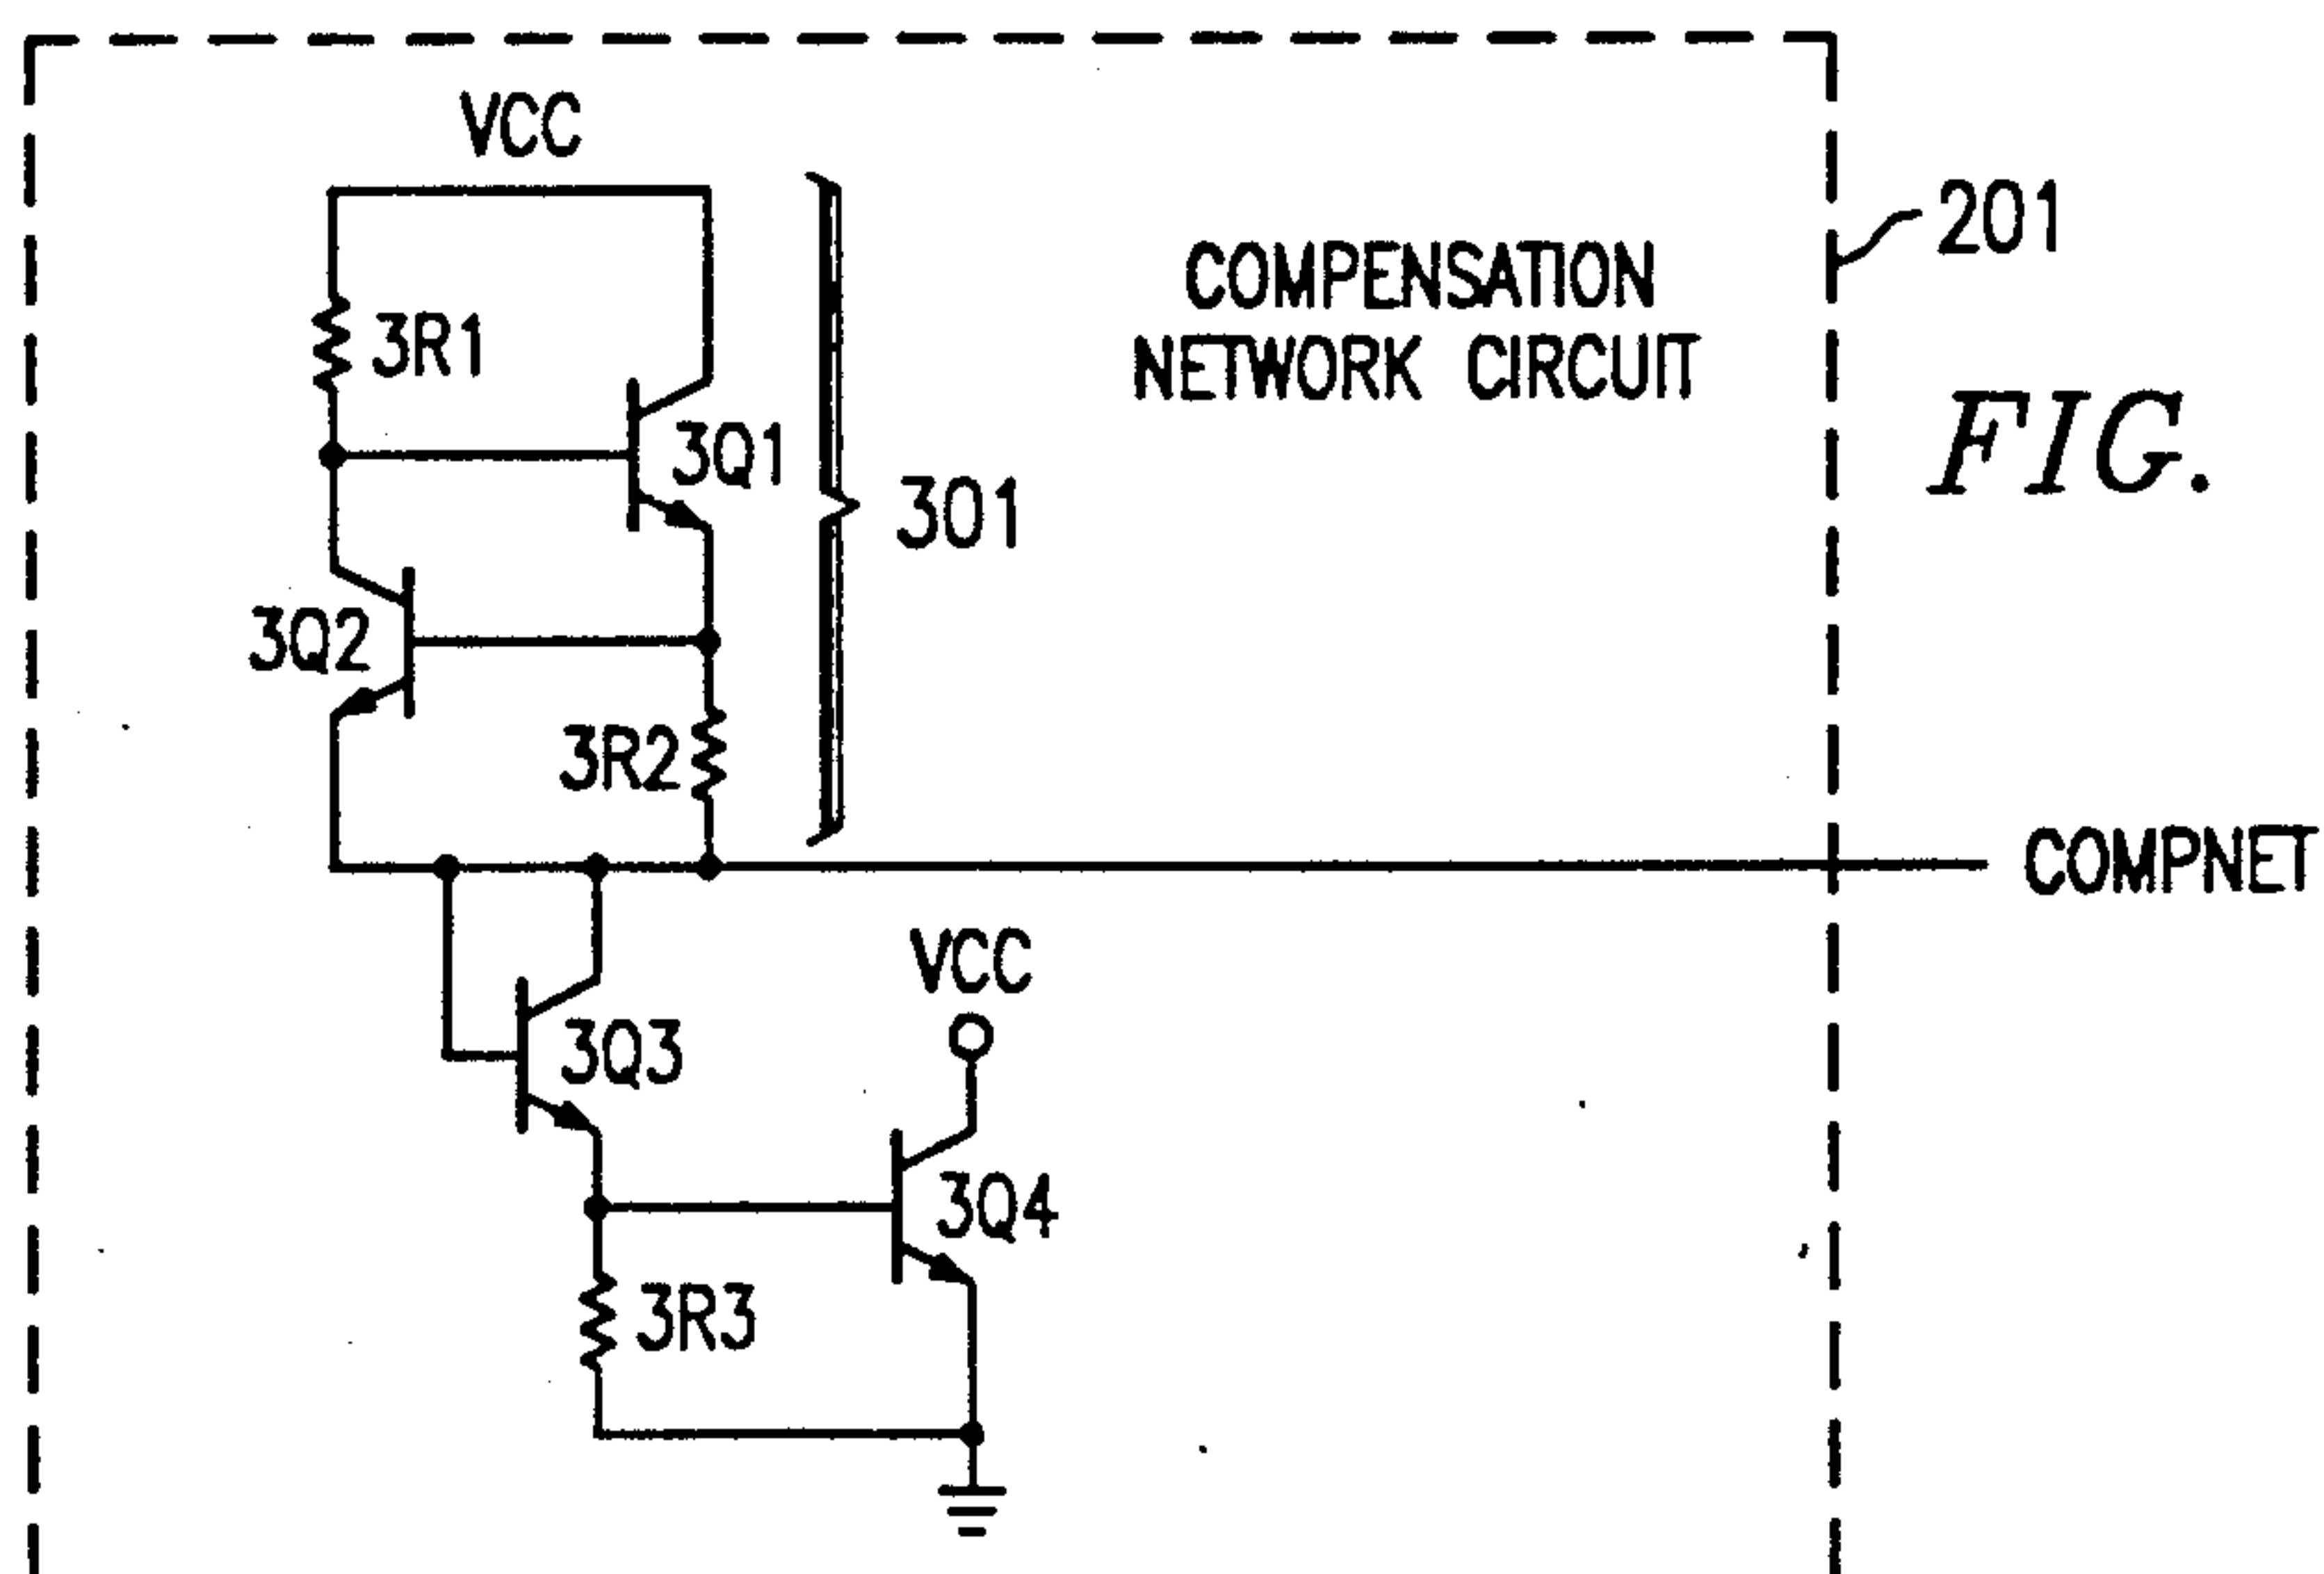 VCC
201
COMPENSATION
NETWORK CIRCUIT
3R1
FIG.
3Q1
301
3Q2
3R2
COMPNET
VCC
3Q3
3Q4
3R3